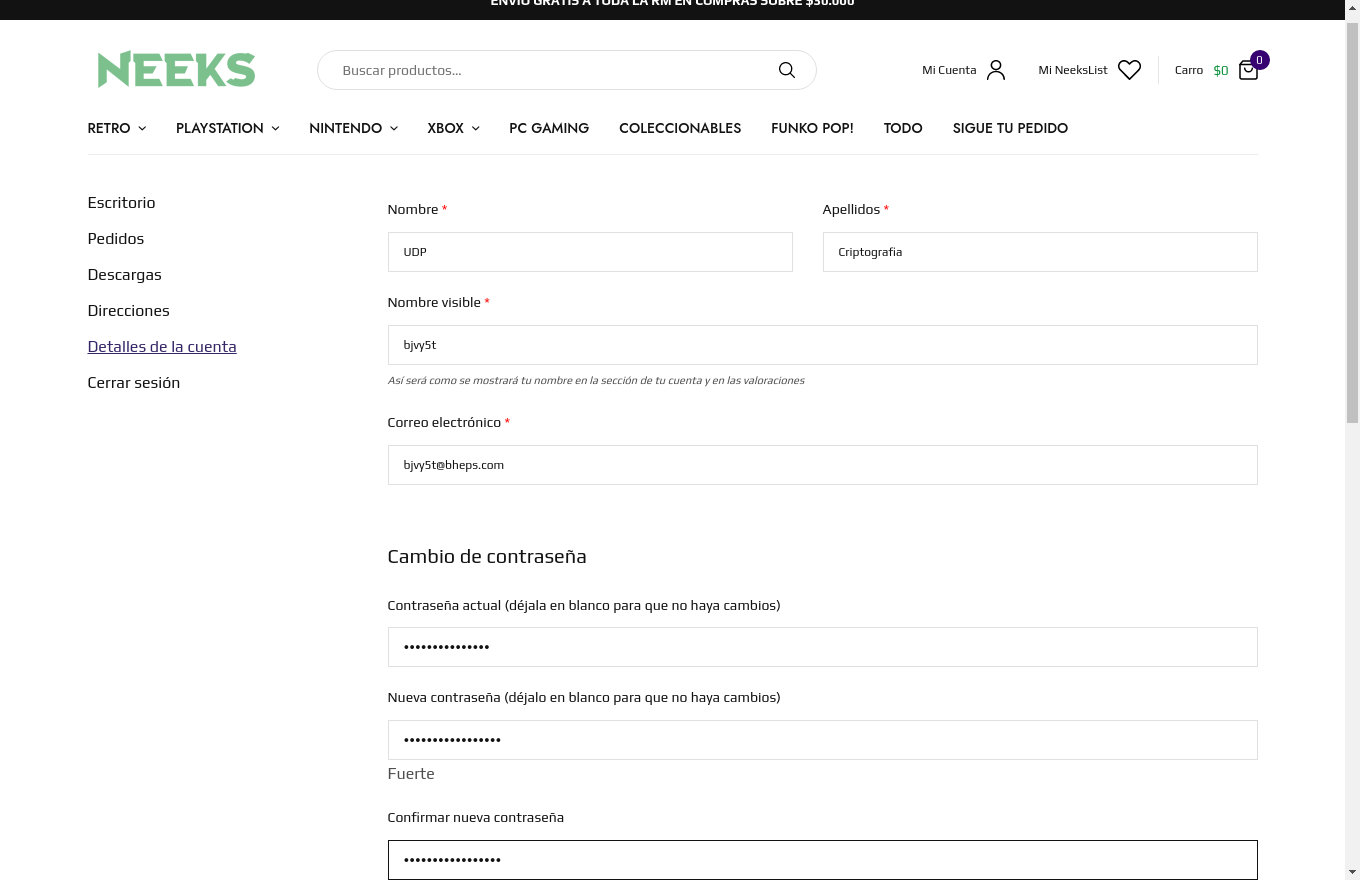 ENVÍO GRATIS A TODA LA RM EN COMPRAS SOBRE $30.000
NEEKS
Buscar productos...
Mi Cuenta
Mi NeeksList
Carro $0 0
RETRO PLAYSTATION NINTENDO XBOX PC GAMING COLECCIONABLES FUNKO POP! TODO SIGUE TU PEDIDO
Escritorio
Pedidos
Descargas
Direcciones
Detalles de la cuenta
Cerrar sesión
Nombre *
UDP
Apellidos *
Criptografia
Nombre visible *
bjvy5t
Así será como se mostrará tu nombre en la sección de tu cuenta y en las valoraciones
Correo electrónico *
bjvy5t@bheps.com
Cambio de contraseña
Contraseña actual (déjala en blanco para que no haya cambios)
•••••••••••••••
Nueva contraseña (déjalo en blanco para que no haya cambios)
•••••••••••••••••
Fuerte
Confirmar nueva contraseña
•••••••••••••••••